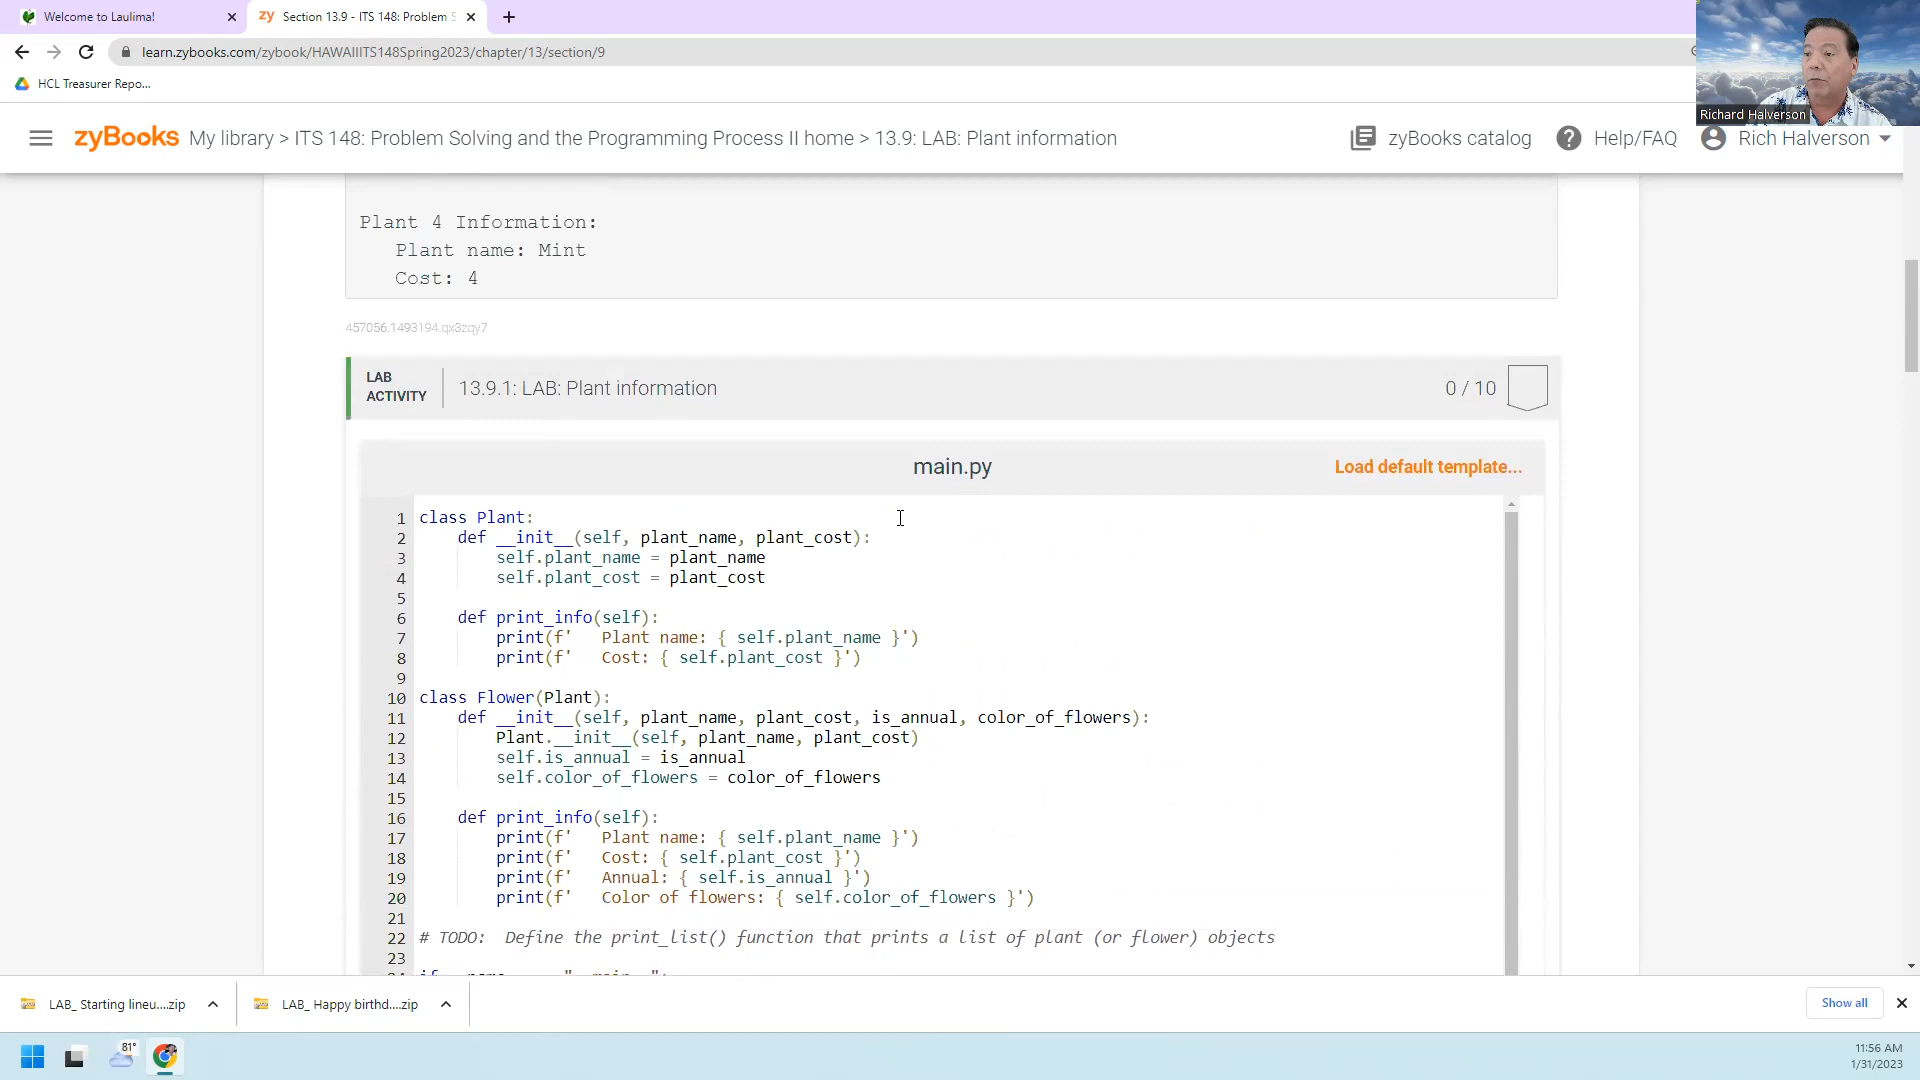 Welcome to Laulima!
zy Section 13.9 - ITS 148: Problem S
learn.zybooks.com/zybook/HAWAIIITS148Spring2023/chapter/13/section/9
HCL Treasurer Repo...
Richard Halverson
zyBooks My library > ITS 148: Problem Solving and the Programming Process II home > 13.9: LAB: Plant information
zyBooks catalog
Help/FAQ
Rich Halverson
Plant 4 Information:
Plant name: Mint
Cost: 4
457056.1493194.qx3zqy7
LAB
ACTIVITY
13.9.1: LAB: Plant information
0 / 10
main.py
Load default template...
1 class Plant:
2     def __init__(self, plant_name, plant_cost):
3         self.plant_name = plant_name
4         self.plant_cost = plant_cost
5
6     def print_info(self):
7         print(f'   Plant name: { self.plant_name }')
8         print(f'   Cost: { self.plant_cost }')
9
10 class Flower(Plant):
11     def __init__(self, plant_name, plant_cost, is_annual, color_of_flowers):
12         Plant.__init__(self, plant_name, plant_cost)
13         self.is_annual = is_annual
14         self.color_of_flowers = color_of_flowers
15
16     def print_info(self):
17         print(f'   Plant name: { self.plant_name }')
18         print(f'   Cost: { self.plant_cost }')
19         print(f'   Annual: { self.is_annual }')
20         print(f'   Color of flowers: { self.color_of_flowers }')
21
22 # TODO:  Define the print_list() function that prints a list of plant (or flower) objects
23
LAB_ Starting lineu....zip
LAB_ Happy birthd....zip
Show all
81°
11:56 AM
1/31/2023